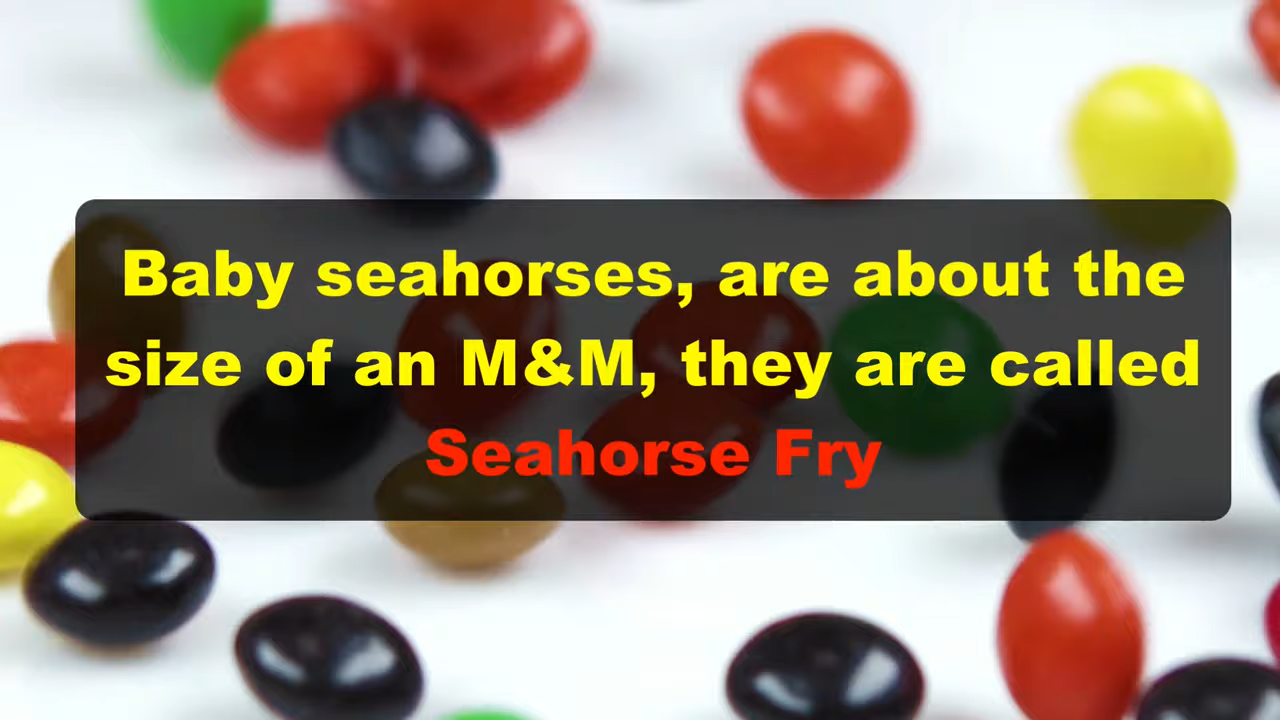 Baby seahorses, are about the
size of an M&M, they are called
Seahorse Fry